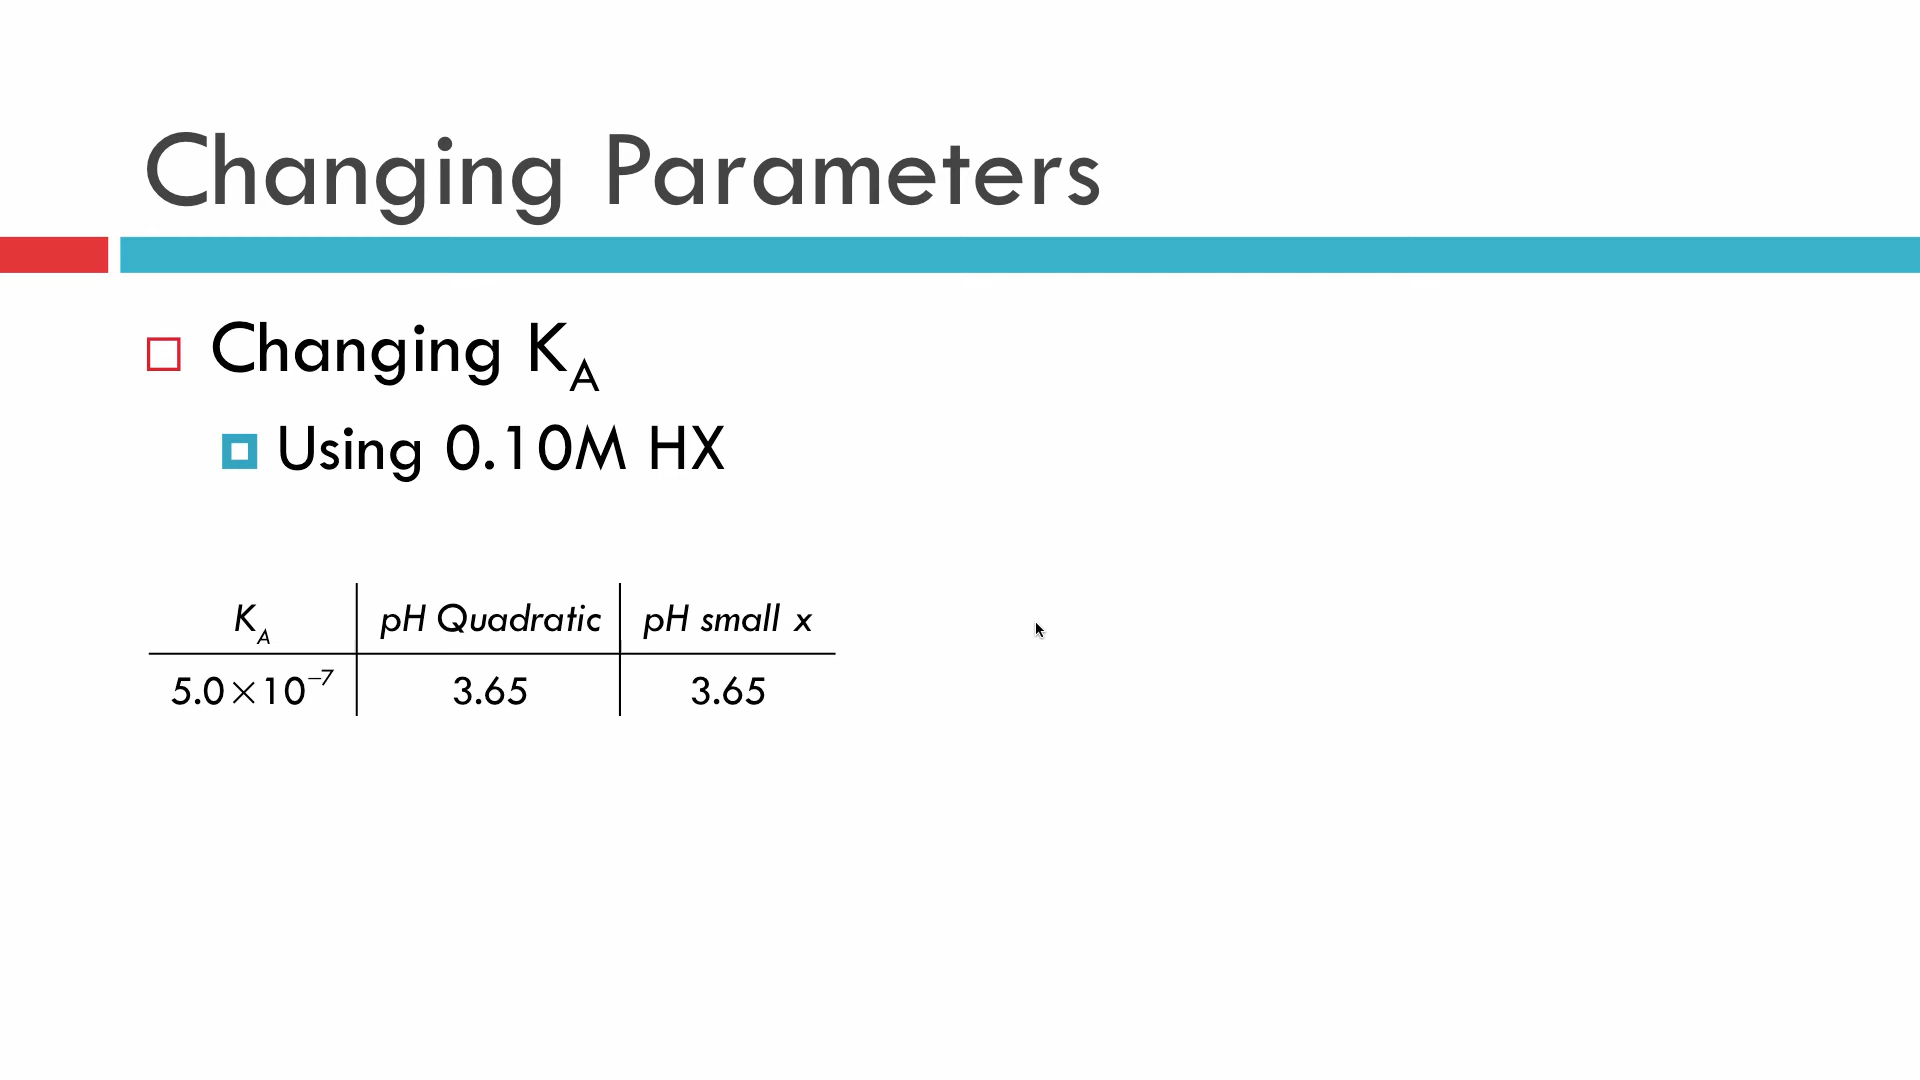 Changing Parameters
Changing K_A
Using 0.10M HX
K_A pH Quadratic pH small x
5.0×10⁻⁷ 3.65 3.65